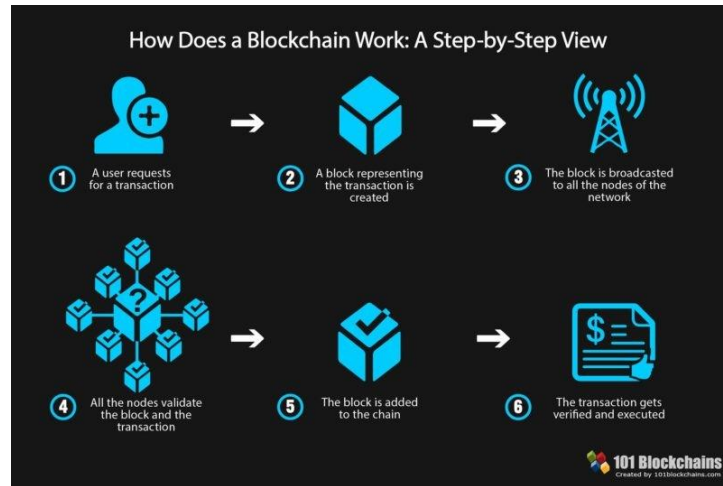 How Does a Blockchain Work: A Step-by-Step View
1 A user requests
for a transaction
2 A block representing
the transaction is
created
3 The block is broadcasted
to all the nodes of the
network
?
4 All the nodes validate
the block and the
transaction
5 The block is added
to the chain
$
6 The transaction gets
verified and executed
101 Blockchains
Created by 101blockchains.com